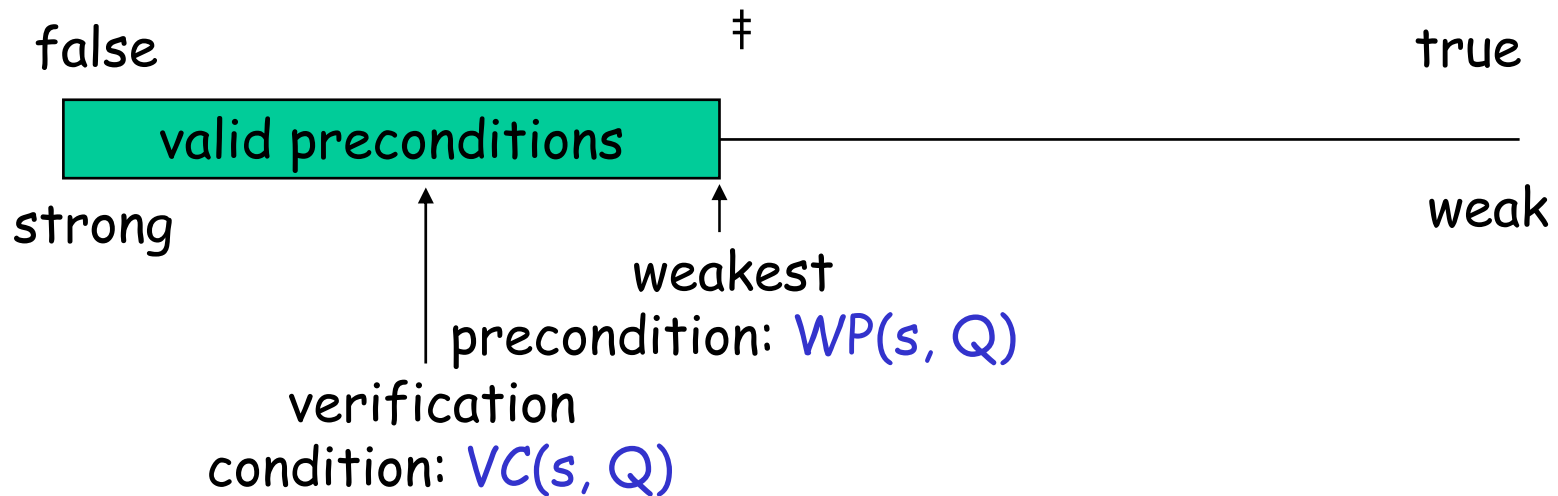 false
‡
true
valid preconditions
strong
weak
weakest
precondition: WP(s, Q)
verification
condition: VC(s, Q)